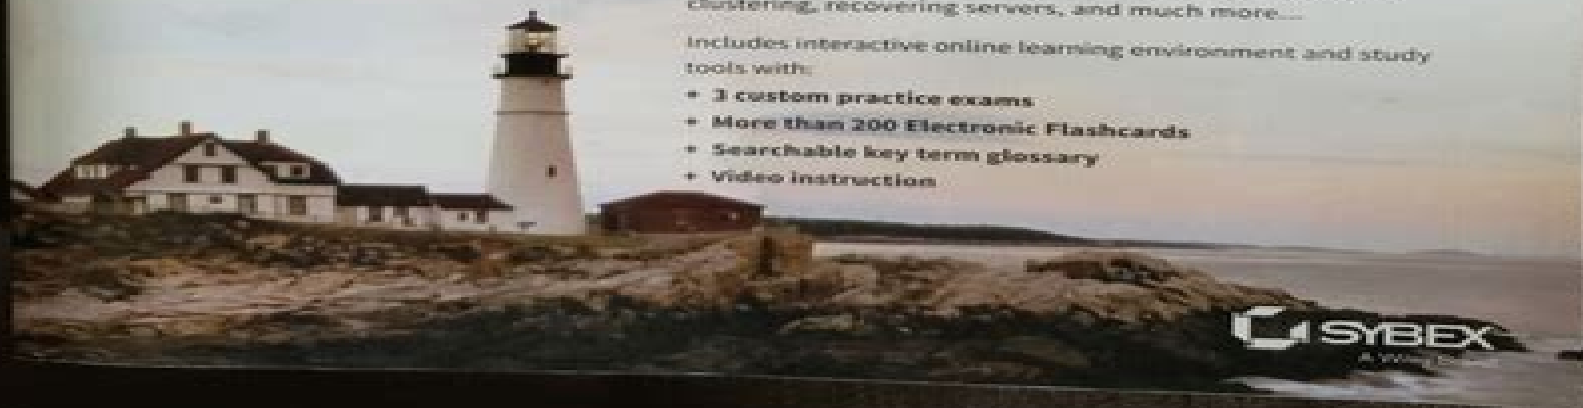 clustering, recovering servers, and much more...
Includes interactive online learning environment and study
tools with:
• 3 custom practice exams
• More than 200 Electronic Flashcards
• Searchable key term glossary
• Video instruction
SYBEX
A